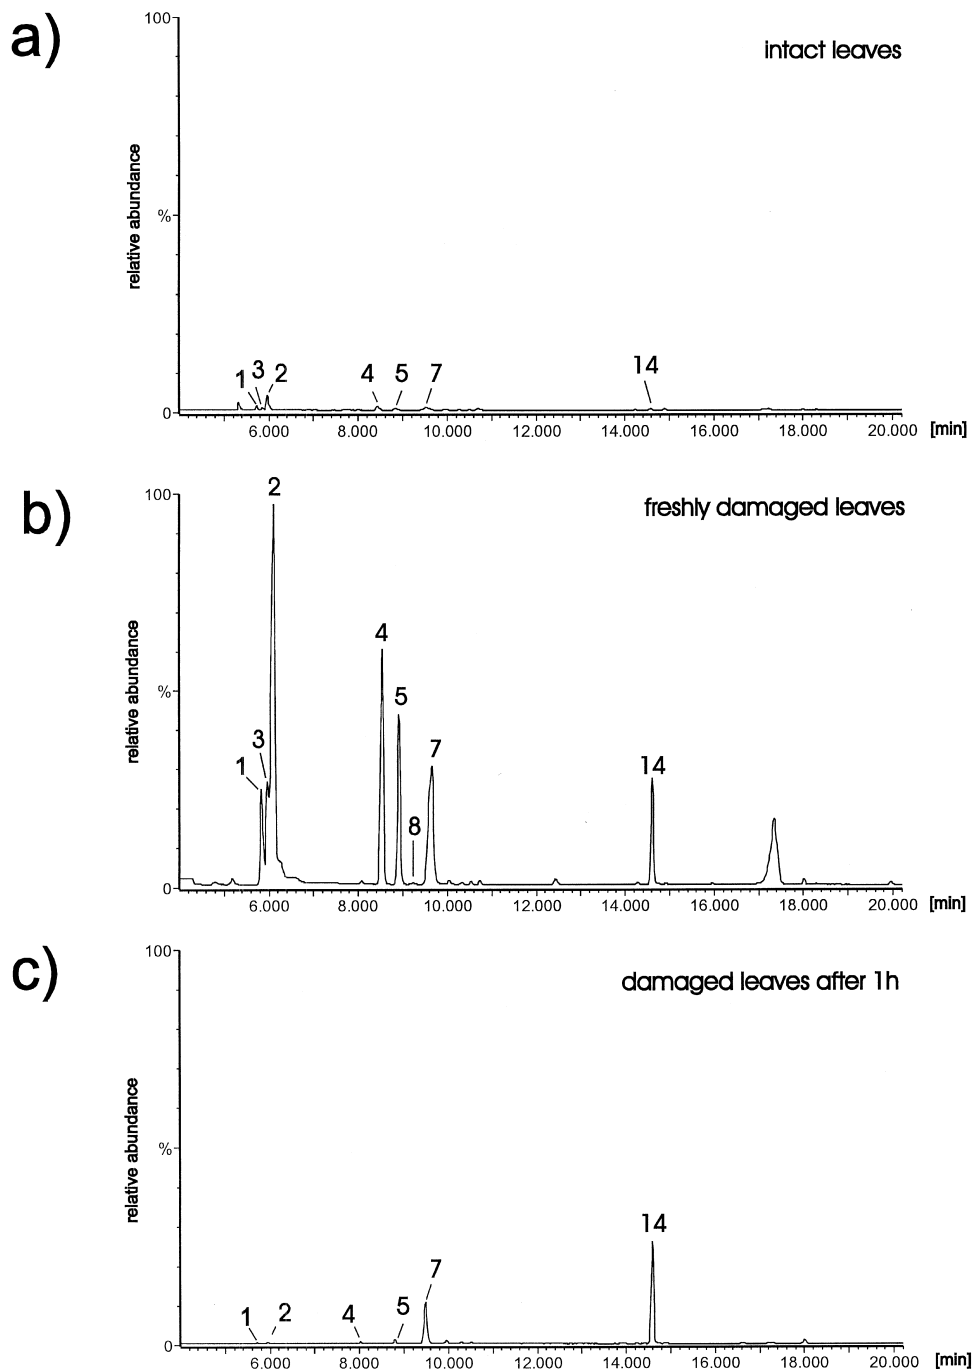 a)
intact leaves
100
relative abundance
%
0
1 3 2 4 5 7 14
6.000 8.000 10.000 12.000 14.000 16.000 18.000 20.000 [min]
b)
freshly damaged leaves
100
relative abundance
%
0
1 3 2 4 5 8 7 14
6.000 8.000 10.000 12.000 14.000 16.000 18.000 20.000 [min]
c)
damaged leaves after 1h
100
relative abundance
%
0
1 2 4 5 7 14
6.000 8.000 10.000 12.000 14.000 16.000 18.000 20.000 [min]